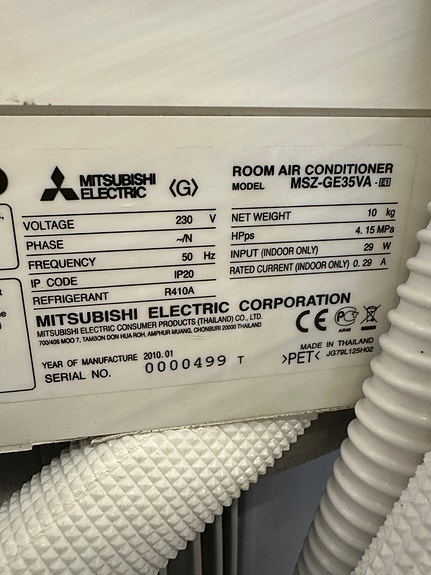 MITSUBISHI
ELECTRIC
(G)
ROOM AIR CONDITIONER
MODEL MSZ-GE35VA - E1
VOLTAGE 230 V
PHASE ~/N
FREQUENCY 50 Hz
IP CODE IP20
REFRIGERANT R410A
NET WEIGHT 10 kg
HPps 4.15 MPa
INPUT (INDOOR ONLY) 29 W
RATED CURRENT (INDOOR ONLY) 0.29 A
MITSUBISHI ELECTRIC CORPORATION
MITSUBISHI ELECTRIC CONSUMER PRODUCTS (THAILAND) CO., LTD.
700/406 MOO 7, TAMBON DON HUA ROH, AMPHUR MUANG, CHONBURI 20000 THAILAND
CE
YEAR OF MANUFACTURE 2010.01
SERIAL NO. 0000499 T
MADE IN THAILAND
>PET< JG79L125H02